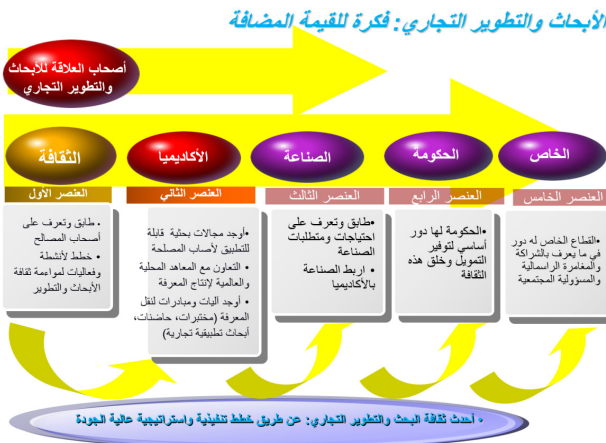 الأبحاث والتطوير التجاري: فكرة للقيمة المضافة
أصحاب العلاقة للأبحاث
والتطوير التجاري
الثقافة
الأكاديميا
الصناعة
الحكومة
الخاص
العنصر الاول
العنصر الثاني
العنصر الثالث
العنصر الرابع
العنصر الخامس
• طابق وتعرف على
أصحاب المصالح
• خطط لأنشطة
وفعاليات لمواءمة ثقافة
الأبحاث والتطوير
•أوجد مجالات بحثية قابلة
للتطبيق لأصاب المصلحة
• التعاون مع المعاهد المحلية
والعالمية لإنتاج المعرفة
• أوجد اليات ومبادرات لنقل
المعرفة (مختبرات، حاضنات،
أبحاث تطبيقية تجارية)
•طابق وتعرف على
احتياجات ومتطلبات
الصناعة
• اربط الصناعة
بالأكاديميا
•الحكومة لها دور
أساسي لتوفير
التمويل وخلق هذه
الثقافة
•القطاع الخاص له دور
في ما يعرف بالشراكة
والمغامرة الراسمالية
والمسؤولية المجتمعية
• أحدث ثقافة البحث والتطوير التجاري: عن طريق خطط تنفيذية واستراتيجية عالية الجودة